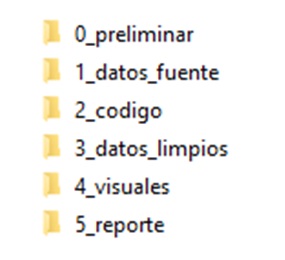 0_preliminar
1_datos_fuente
2_codigo
3_datos_limpios
4_visuales
5_reporte